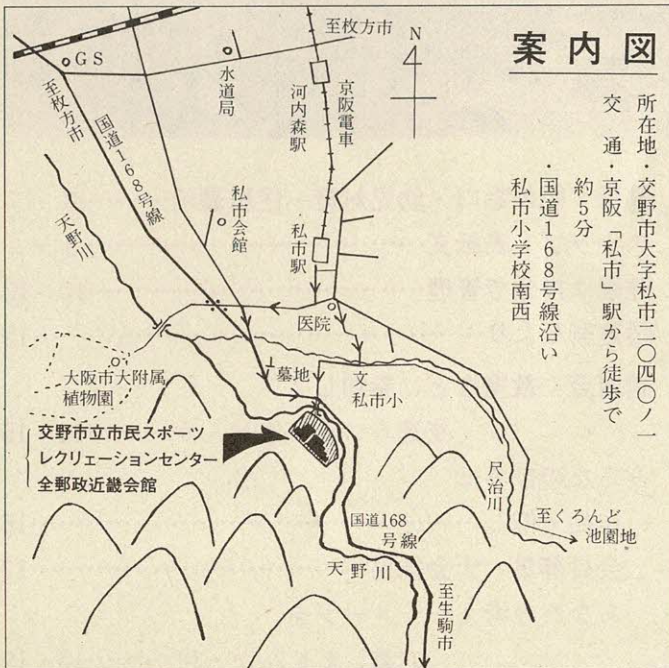 案内図
所在地・交野市大字私市二〇四〇ノ一
交　通・京阪「私市」駅から徒歩で
約５分
・国道１６８号線沿い
私市小学校南西
至枚方市
N
GS
水道局
河内森駅
京阪電車
至枚方市
国道168号線
天野川
私市会館
私市駅
医院
大阪市大附属
植物園
墓地
文
私市小
交野市立市民スポーツ
レクリェーションセンター
全郵政近畿会館
尺治川
至くろんど
池園地
国道168
号線
天野川
至生駒市